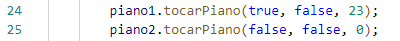 24 piano1.tocarPiano(true, false, 23);
25 piano2.tocarPiano(false, false, 0);